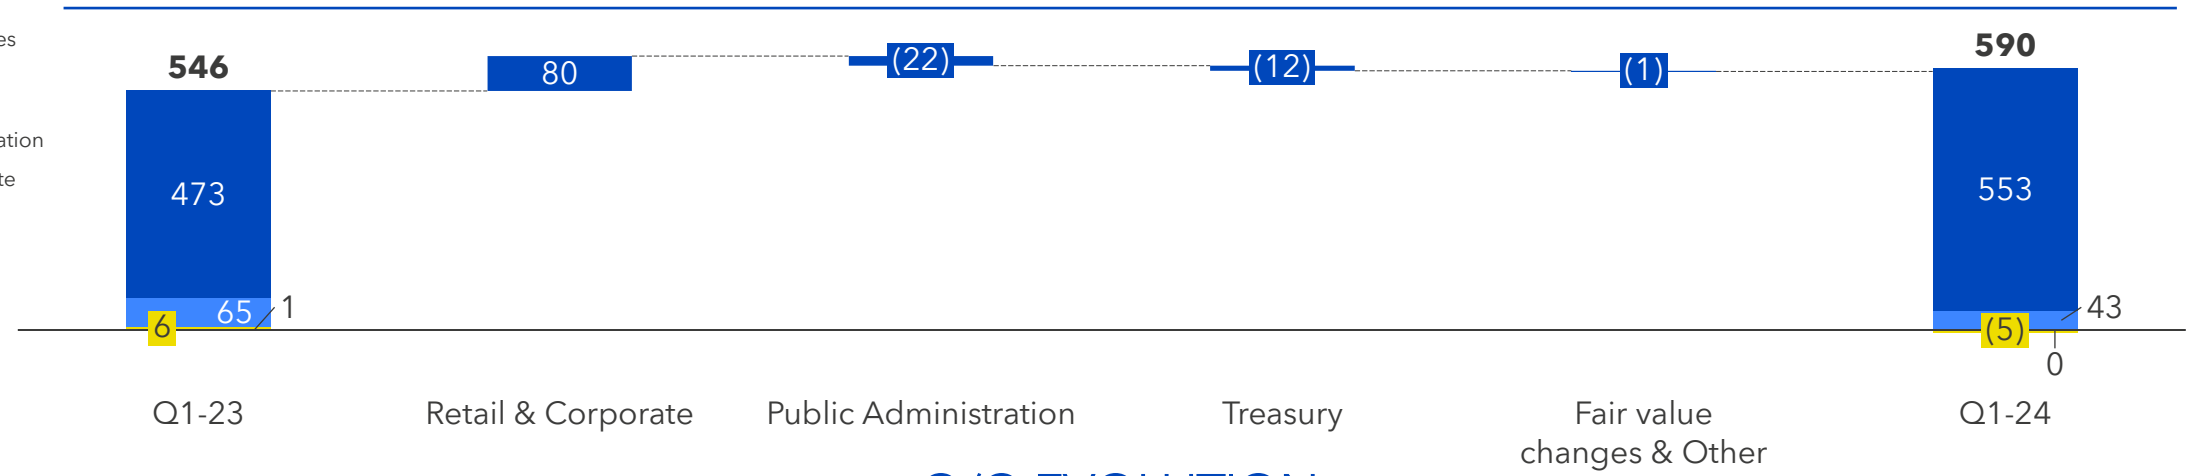 546
80
(22)
(12)
(1)
590
473
553
65
1
6
43
(5)
0
Q1-23
Retail & Corporate
Public Administration
Treasury
Fair value
changes & Other
Q1-24